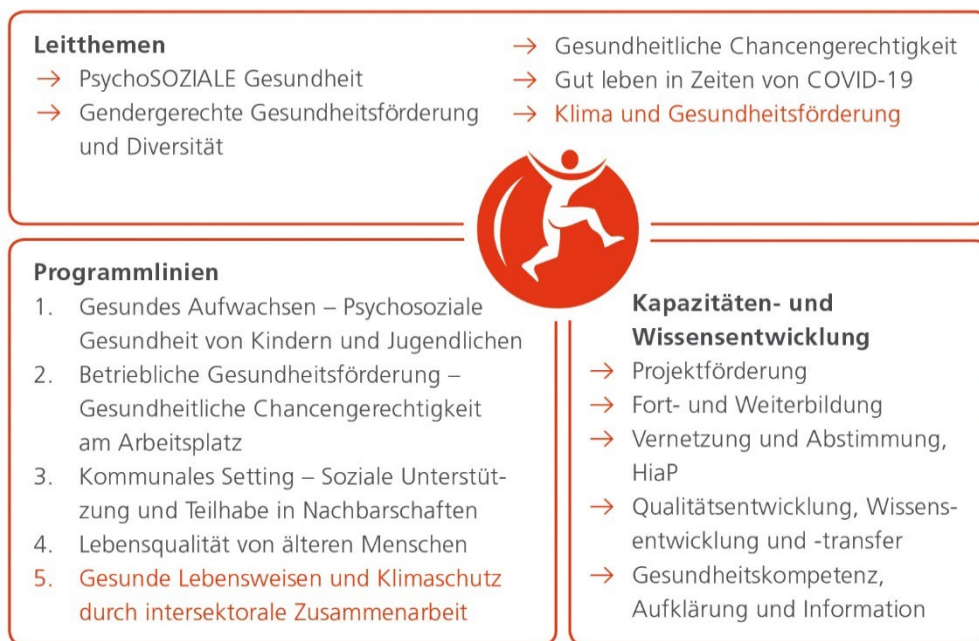 Leitthemen
→ PsychoSOZIALE Gesundheit
→ Gendergerechte Gesundheitsförderung
und Diversität
→ Gesundheitliche Chancengerechtigkeit
→ Gut leben in Zeiten von COVID-19
→ Klima und Gesundheitsförderung
Programmlinien
1. Gesundes Aufwachsen – Psychosoziale
Gesundheit von Kindern und Jugendlichen
2. Betriebliche Gesundheitsförderung –
Gesundheitliche Chancengerechtigkeit
am Arbeitsplatz
3. Kommunales Setting – Soziale Unterstüt-
zung und Teilhabe in Nachbarschaften
4. Lebensqualität von älteren Menschen
5. Gesunde Lebensweisen und Klimaschutz
durch intersektorale Zusammenarbeit
Kapazitäten- und
Wissensentwicklung
→ Projektförderung
→ Fort- und Weiterbildung
→ Vernetzung und Abstimmung,
HiaP
→ Qualitätsentwicklung, Wissens-
entwicklung und -transfer
→ Gesundheitskompetenz,
Aufklärung und Information